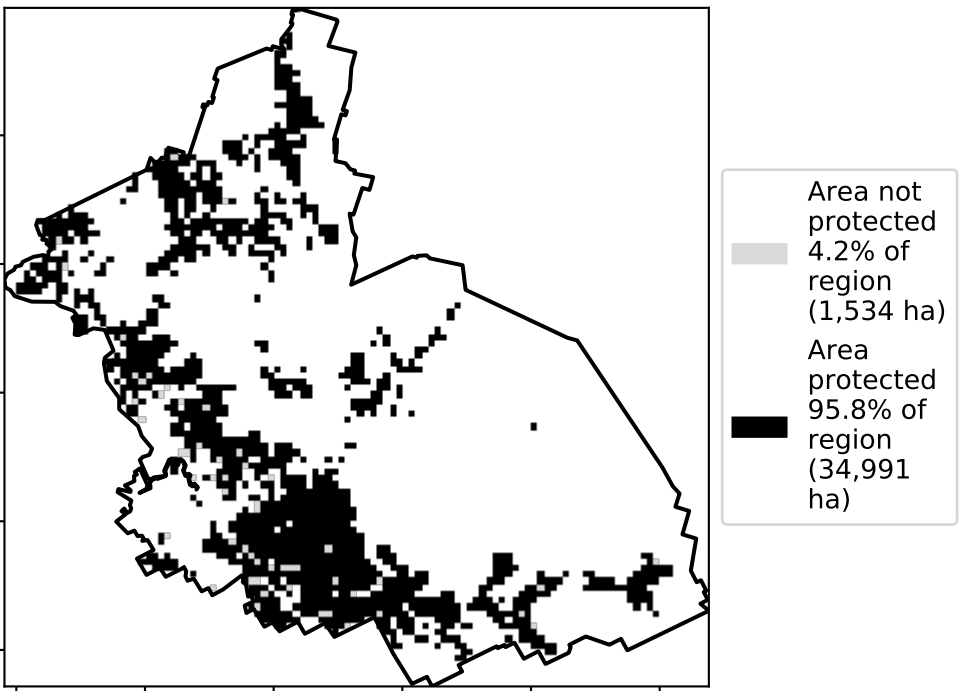 Area not
protected
4.2% of
region
(1,534 ha)
Area
protected
95.8% of
region
(34,991
ha)